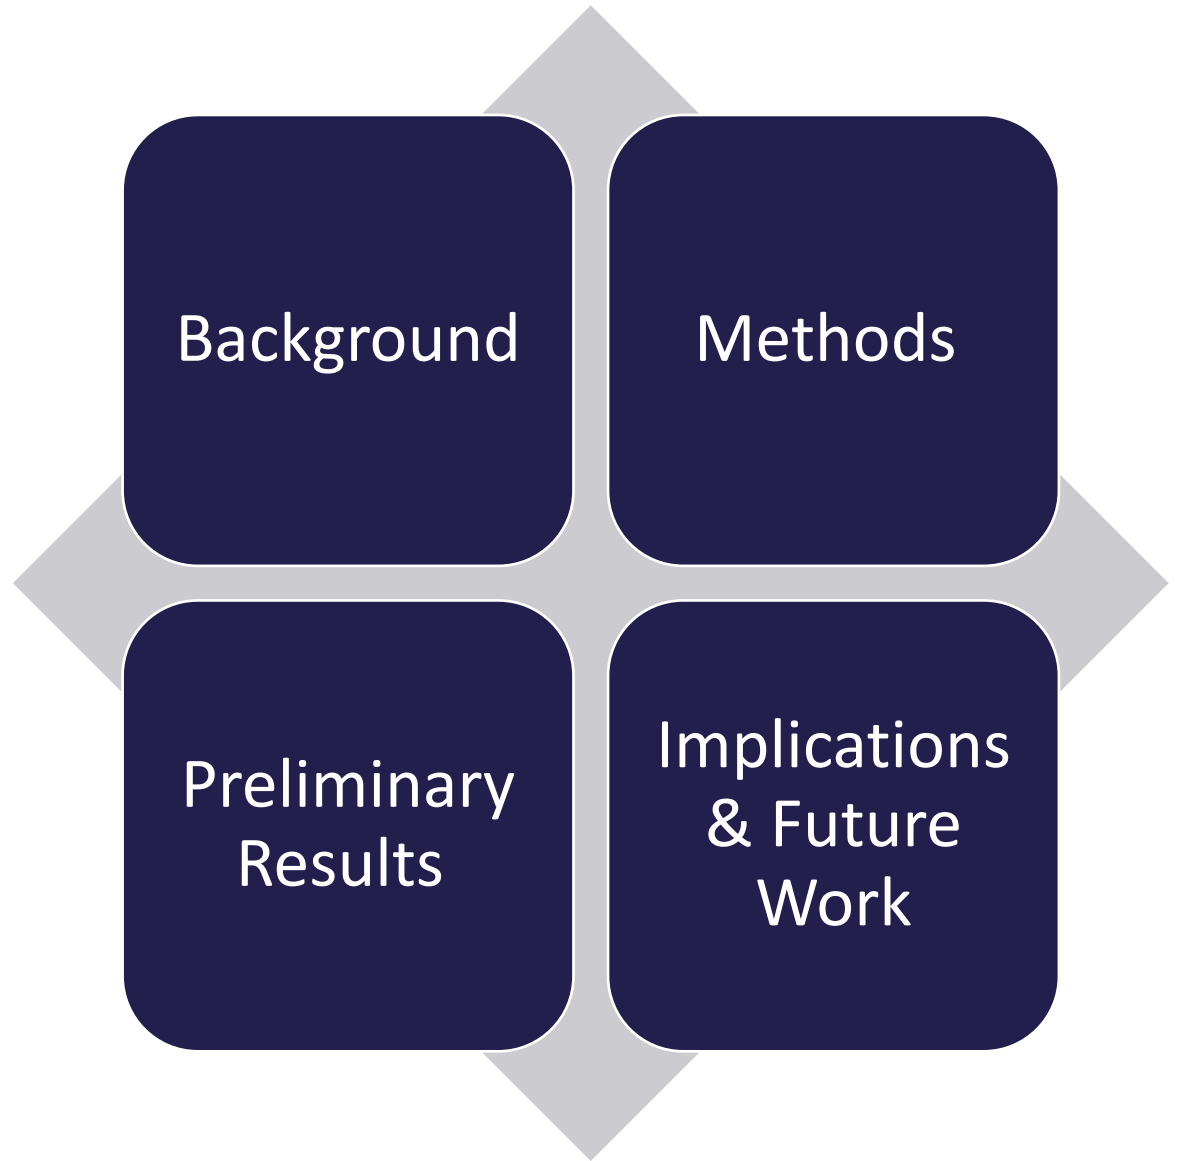 Background
Methods
Preliminary
Results
Implications
& Future
Work